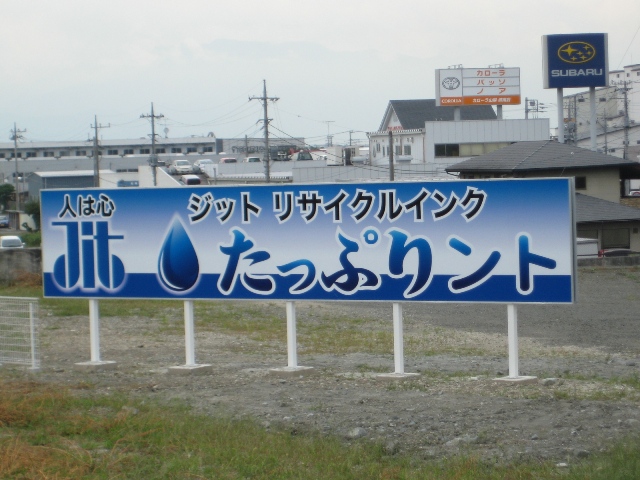 人は心
Jit
ジット リサイクルインク
たっぷりント
カローラ
パッソ
ノア
SUBARU